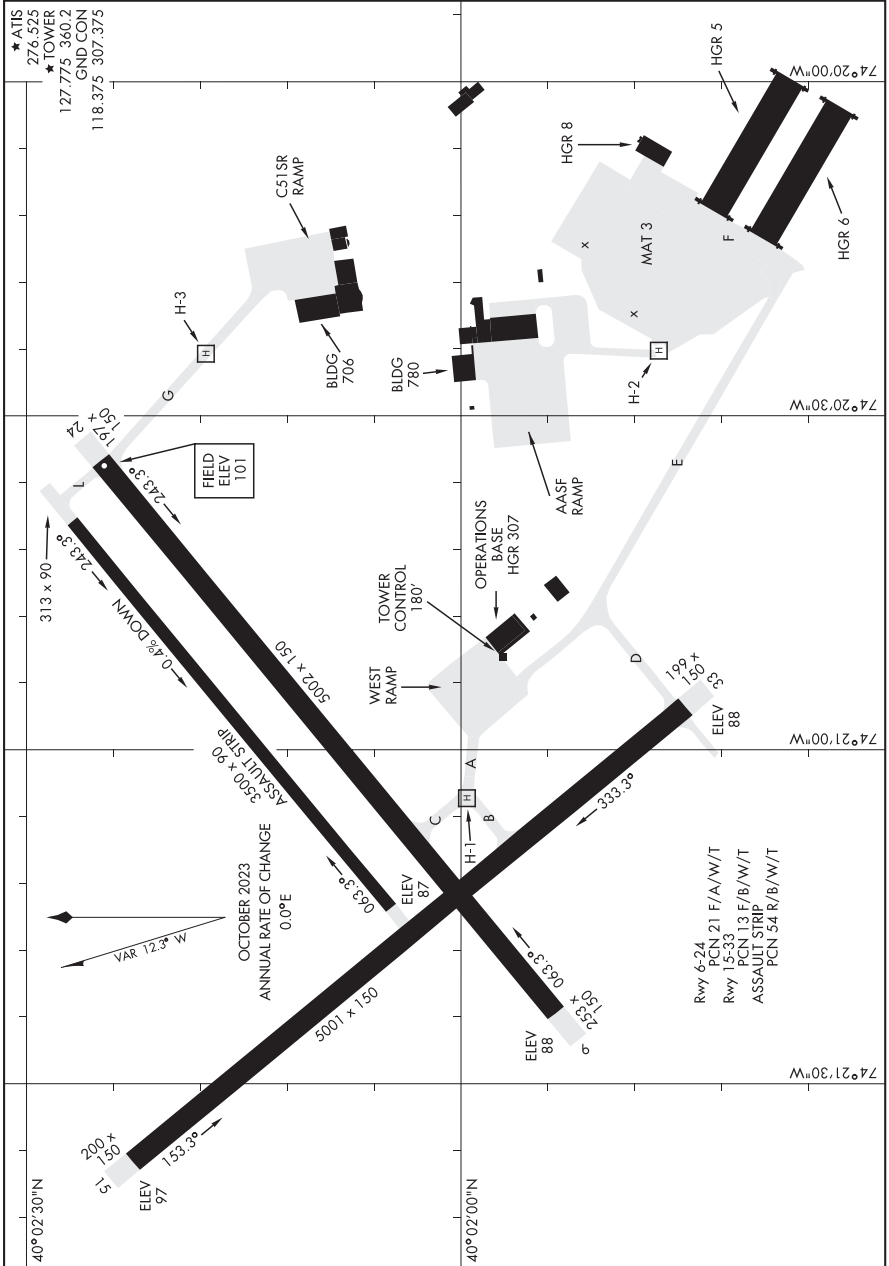 ★ ATIS
276.525
★ TOWER
127.775 360.2
GND CON
118.375 307.375
40°02'30"N
40°02'00"N
74°20'00"W
74°20'30"W
74°21'00"W
74°21'30"W
HGR 5
HGR 8
HGR 6
MAT 3
F
X
X
C51SR
RAMP
H-3
H
G
BLDG
706
BLDG
780
H-2
H
E
AASF
RAMP
24
197 x
150
FIELD
ELEV
101
243.3°
L
313 x 90
243.3°
0.4% DOWN
3500 x 90
ASSAULT STRIP
5002 x 150
OPERATIONS
BASE
HGR 307
TOWER
CONTROL
180'
WEST
RAMP
D
199 x
150
33
ELEV
88
333.3°
A
C
B
H-1
H
063.3°
ELEV
87
VAR 12.3° W
OCTOBER 2023
ANNUAL RATE OF CHANGE
0.0°E
5001 x 150
063.3°
253 x
150
6
ELEV
88
200 x
150
15
ELEV
97
153.3°
Rwy 6-24
PCN 21 F/A/W/T
Rwy 15-33
PCN 13 F/B/W/T
ASSAULT STRIP
PCN 54 R/B/W/T